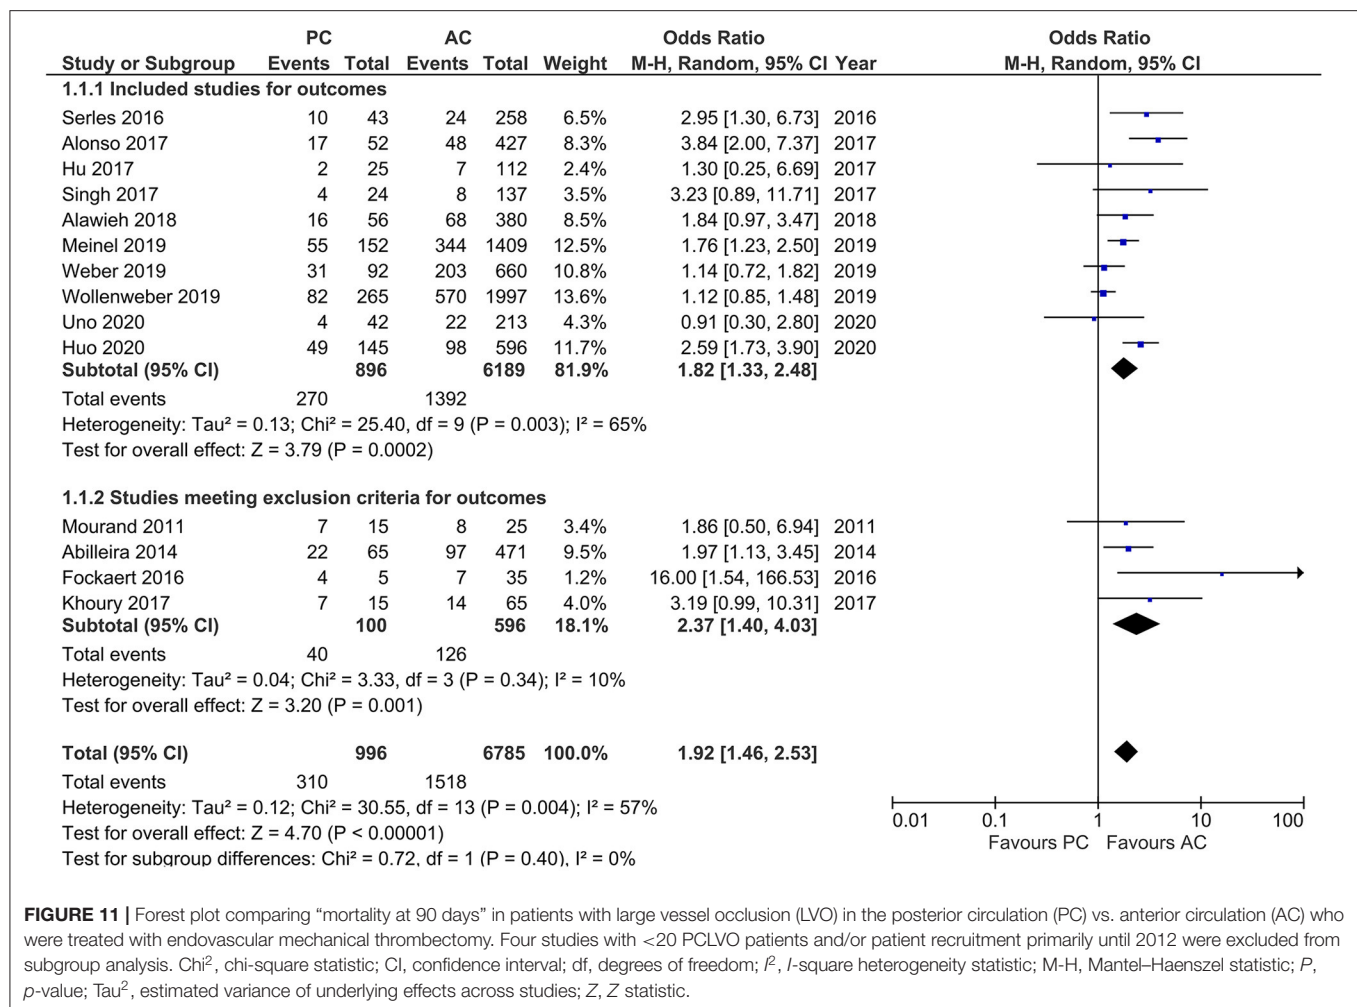 PC AC Odds Ratio Odds Ratio
Study or Subgroup Events Total Events Total Weight M-H, Random, 95% CI Year M-H, Random, 95% CI
1.1.1 Included studies for outcomes
Serles 2016 10 43 24 258 6.5% 2.95 [1.30, 6.73] 2016
Alonso 2017 17 52 48 427 8.3% 3.84 [2.00, 7.37] 2017
Hu 2017 2 25 7 112 2.4% 1.30 [0.25, 6.69] 2017
Singh 2017 4 24 8 137 3.5% 3.23 [0.89, 11.71] 2017
Alawieh 2018 16 56 68 380 8.5% 1.84 [0.97, 3.47] 2018
Meinel 2019 55 152 344 1409 12.5% 1.76 [1.23, 2.50] 2019
Weber 2019 31 92 203 660 10.8% 1.14 [0.72, 1.82] 2019
Wollenweber 2019 82 265 570 1997 13.6% 1.12 [0.85, 1.48] 2019
Uno 2020 4 42 22 213 4.3% 0.91 [0.30, 2.80] 2020
Huo 2020 49 145 98 596 11.7% 2.59 [1.73, 3.90] 2020
Subtotal (95% CI) 896 6189 81.9% 1.82 [1.33, 2.48]
Total events 270 1392
Heterogeneity: Tau² = 0.13; Chi² = 25.40, df = 9 (P = 0.003); I² = 65%
Test for overall effect: Z = 3.79 (P = 0.0002)
1.1.2 Studies meeting exclusion criteria for outcomes
Mourand 2011 7 15 8 25 3.4% 1.86 [0.50, 6.94] 2011
Abilleira 2014 22 65 97 471 9.5% 1.97 [1.13, 3.45] 2014
Fockaert 2016 4 5 7 35 1.2% 16.00 [1.54, 166.53] 2016
Khoury 2017 7 15 14 65 4.0% 3.19 [0.99, 10.31] 2017
Subtotal (95% CI) 100 596 18.1% 2.37 [1.40, 4.03]
Total events 40 126
Heterogeneity: Tau² = 0.04; Chi² = 3.33, df = 3 (P = 0.34); I² = 10%
Test for overall effect: Z = 3.20 (P = 0.001)
Total (95% CI) 996 6785 100.0% 1.92 [1.46, 2.53]
Total events 310 1518
Heterogeneity: Tau² = 0.12; Chi² = 30.55, df = 13 (P = 0.004); I² = 57%
Test for overall effect: Z = 4.70 (P < 0.00001)
Test for subgroup differences: Chi² = 0.72, df = 1 (P = 0.40), I² = 0%
0.01 0.1 1 10 100
Favours PC Favours AC
FIGURE 11 | Forest plot comparing “mortality at 90 days” in patients with large vessel occlusion (LVO) in the posterior circulation (PC) vs. anterior circulation (AC) who
were treated with endovascular mechanical thrombectomy. Four studies with <20 PCLVO patients and/or patient recruitment primarily until 2012 were excluded from
subgroup analysis. Chi², chi-square statistic; CI, confidence interval; df, degrees of freedom; I², I-square heterogeneity statistic; M-H, Mantel–Haenszel statistic; P,
p-value; Tau², estimated variance of underlying effects across studies; Z, Z statistic.